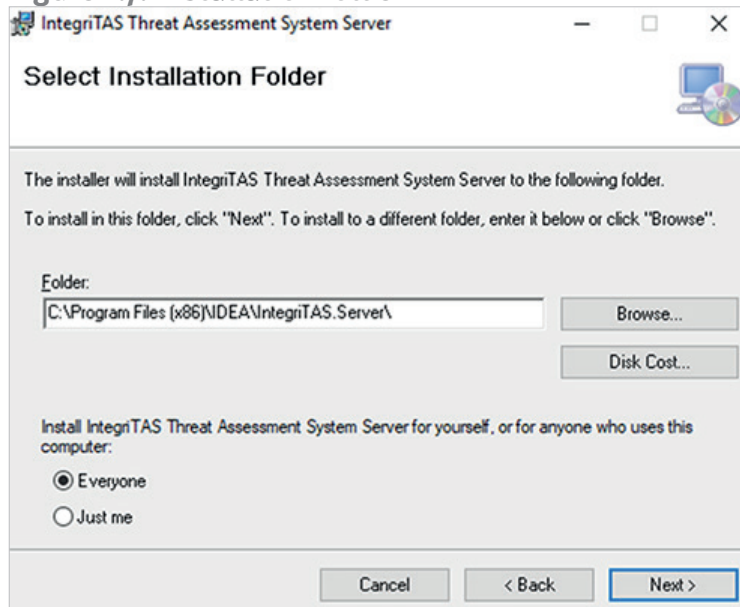 IntegriTAS Threat Assessment System Server
Select Installation Folder
The installer will install IntegriTAS Threat Assessment System Server to the following folder.
To install in this folder, click "Next". To install to a different folder, enter it below or click "Browse".
Folder:
C:\Program Files (x86)\IDEA\IntegriTAS.Server\
Browse...
Disk Cost...
Install IntegriTAS Threat Assessment System Server for yourself, or for anyone who uses this
computer:
Everyone
Just me
Cancel
< Back
Next >